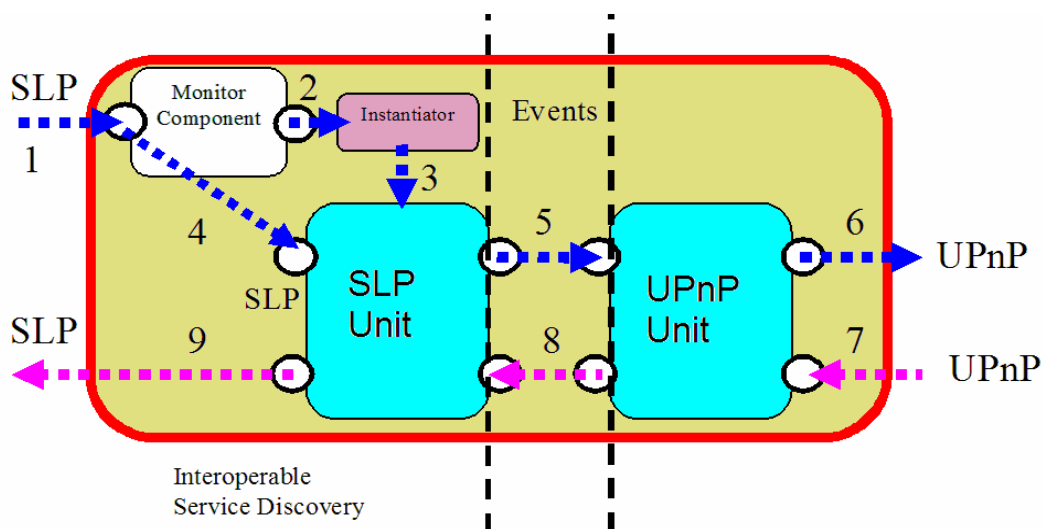 SLP
1
Monitor
Component
2
Instantiator
Events
3
4
5
6
SLP
Unit
UPnP
Unit
UPnP
SLP
SLP
9
8
7
UPnP
Interoperable
Service Discovery